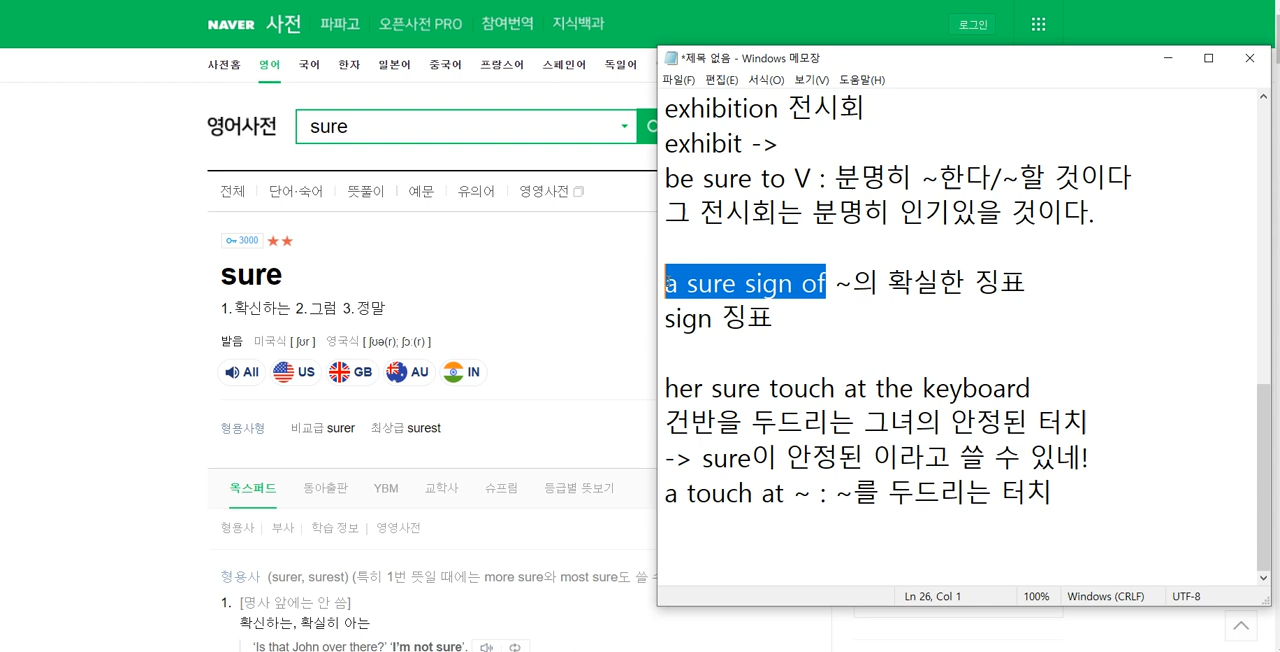 NAVER 사전 파파고 오픈사전 PRO 참여번역 지식백과 로그인
사전홈 영어 국어 한자 일본어 중국어 프랑스어 스페인어 독일어
영어사전 sure
전체 단어·숙어 뜻풀이 예문 유의어 영영사전
3000 ★★
sure
1.확신하는 2.그럼 3.정말
발음 미국식 [ ʃʊr ] 영국식 [ ʃʊə(r); ʃɔː(r) ]
All US GB AU IN
형용사형 비교급 surer 최상급 surest
옥스퍼드 동아출판 YBM 교학사 슈프림 등급별 뜻보기
형용사 부사 학습 정보 영영사전
형용사 (surer, surest) (특히 1번 뜻일 때에는 more sure와 most sure도 쓸
1. [명사 앞에는 안 씀]
확신하는, 확실히 아는
‘Is that John over there?’ ‘I’m not sure’.
*제목 없음 - Windows 메모장
파일(F) 편집(E) 서식(O) 보기(V) 도움말(H)
exhibition 전시회
exhibit ->
be sure to V : 분명히 ~한다/~할 것이다
그 전시회는 분명히 인기있을 것이다.
a sure sign of ~의 확실한 징표
sign 징표
her sure touch at the keyboard
건반을 두드리는 그녀의 안정된 터치
-> sure이 안정된 이라고 쓸 수 있네!
a touch at ~ : ~를 두드리는 터치
Ln 26, Col 1 100% Windows (CRLF) UTF-8